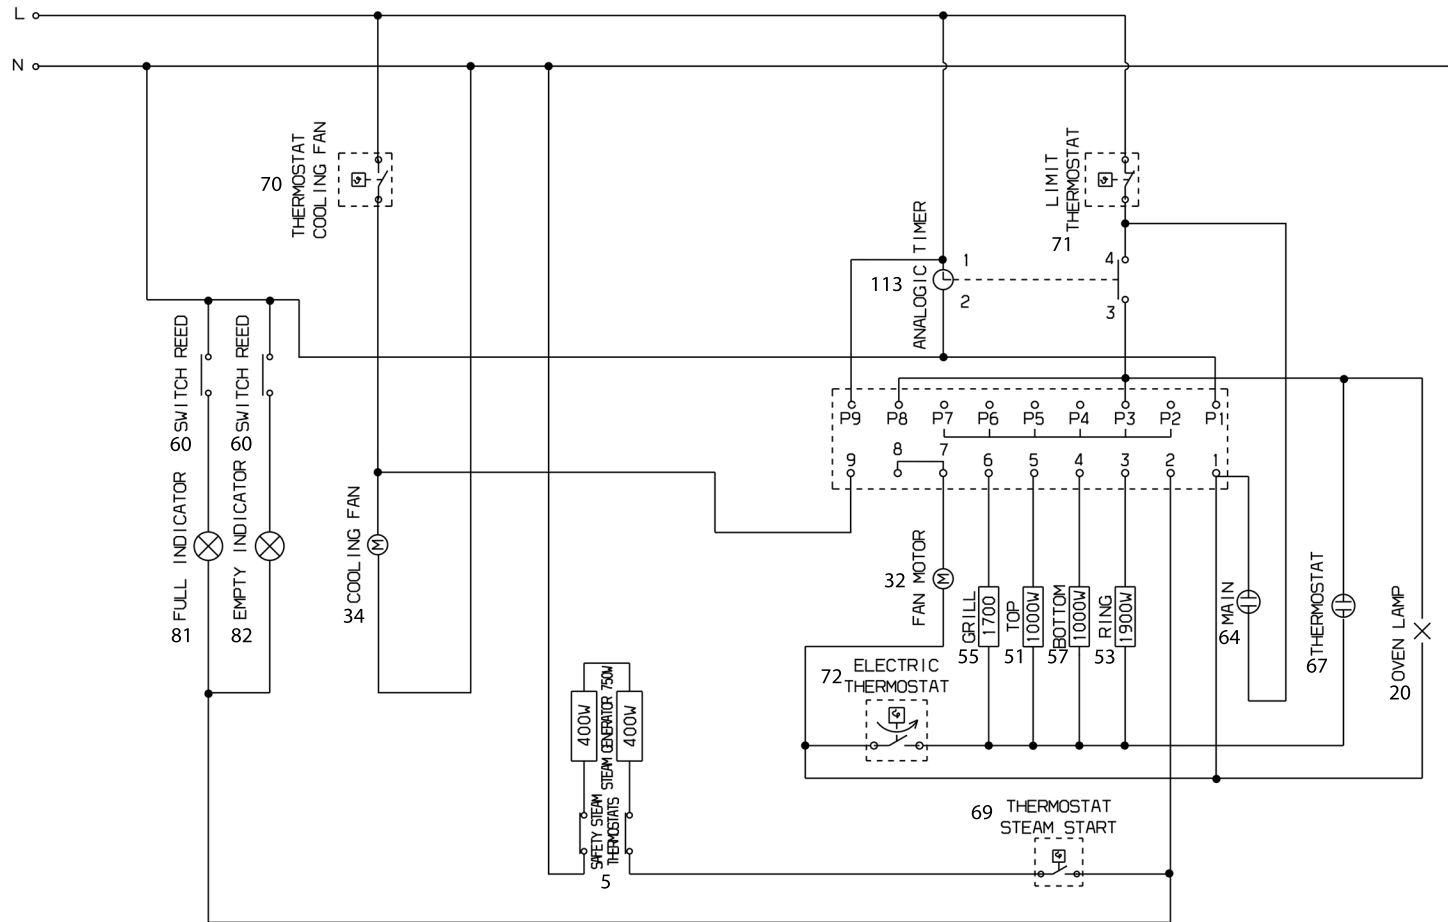 L
N
70
THERMOSTAT
COOLING FAN
LIMIT
THERMOSTAT
71
ANALOGIC TIMER
113
1
2
4
3
SWITCH REED
60
SWITCH REED
60
P9 P8 P7 P6 P5 P4 P3 P2 P1
9 8 7 6 5 4 3 2 1
FULL INDICATOR
81
EMPTY INDICATOR
82
COOLING FAN
34
M
FAN MOTOR
32
M
GRILL
1700
55
TOP
1000W
51
BOTTOM
1000W
57
RING
1900W
53
MAIN
64
THERMOSTAT
67
OVEN LAMP
20
72
ELECTRIC
THERMOSTAT
400W
STEAM GENERATOR 750W
400W
SAFETY STEAM
THERMOSTATS
5
69
THERMOSTAT
STEAM START